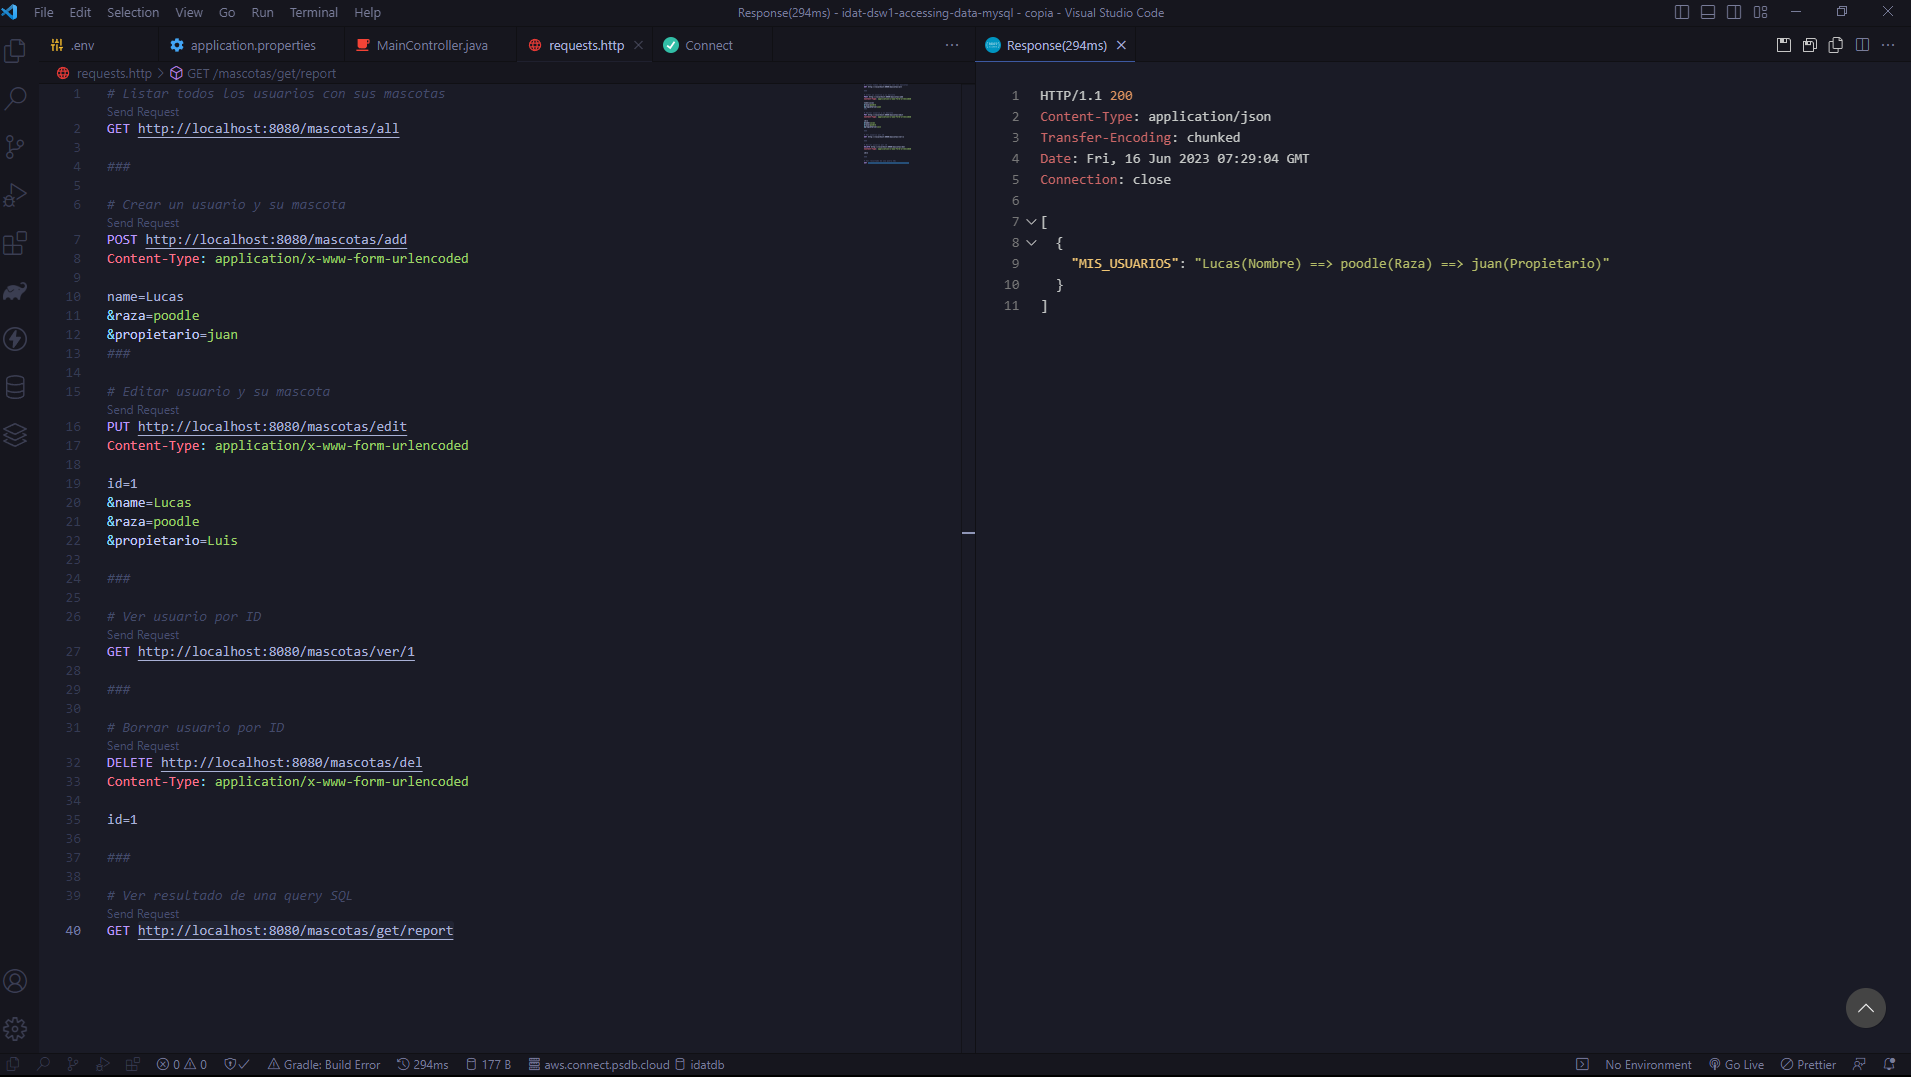 File Edit Selection View Go Run Terminal Help
Response(294ms) - idat-dsw1-accessing-data-mysql - copia - Visual Studio Code
.env application.properties MainController.java requests.http Connect
requests.http > GET /mascotas/get/report
1 # Listar todos los usuarios con sus mascotas
Send Request
2 GET http://localhost:8080/mascotas/all
3
4 ###
5
6 # Crear un usuario y su mascota
Send Request
7 POST http://localhost:8080/mascotas/add
8 Content-Type: application/x-www-form-urlencoded
9
10 name=Lucas
11 &raza=poodle
12 &propietario=juan
13 ###
14
15 # Editar usuario y su mascota
Send Request
16 PUT http://localhost:8080/mascotas/edit
17 Content-Type: application/x-www-form-urlencoded
18
19 id=1
20 &name=Lucas
21 &raza=poodle
22 &propietario=Luis
23
24 ###
25
26 # Ver usuario por ID
Send Request
27 GET http://localhost:8080/mascotas/ver/1
28
29 ###
30
31 # Borrar usuario por ID
Send Request
32 DELETE http://localhost:8080/mascotas/del
33 Content-Type: application/x-www-form-urlencoded
34
35 id=1
36
37 ###
38
39 # Ver resultado de una query SQL
Send Request
40 GET http://localhost:8080/mascotas/get/report
Response(294ms)
1 HTTP/1.1 200
2 Content-Type: application/json
3 Transfer-Encoding: chunked
4 Date: Fri, 16 Jun 2023 07:29:04 GMT
5 Connection: close
6
7 [
8 {
9 "MIS_USUARIOS": "Lucas(Nombre) ==> poodle(Raza) ==> juan(Propietario)"
10 }
11 ]
0 0 Gradle: Build Error 294ms 177 B aws.connect.psdb.cloud idatdb
No Environment Go Live Prettier